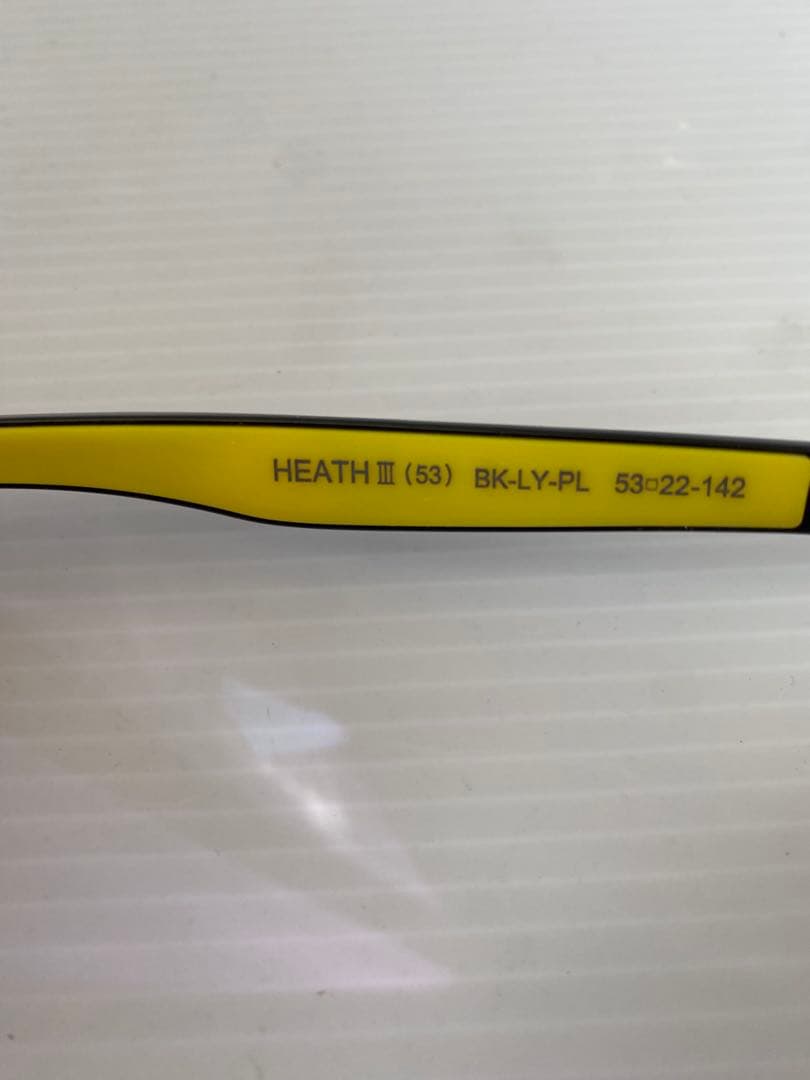 HEATH Ⅲ (53) BK-LY-PL 53□22-142